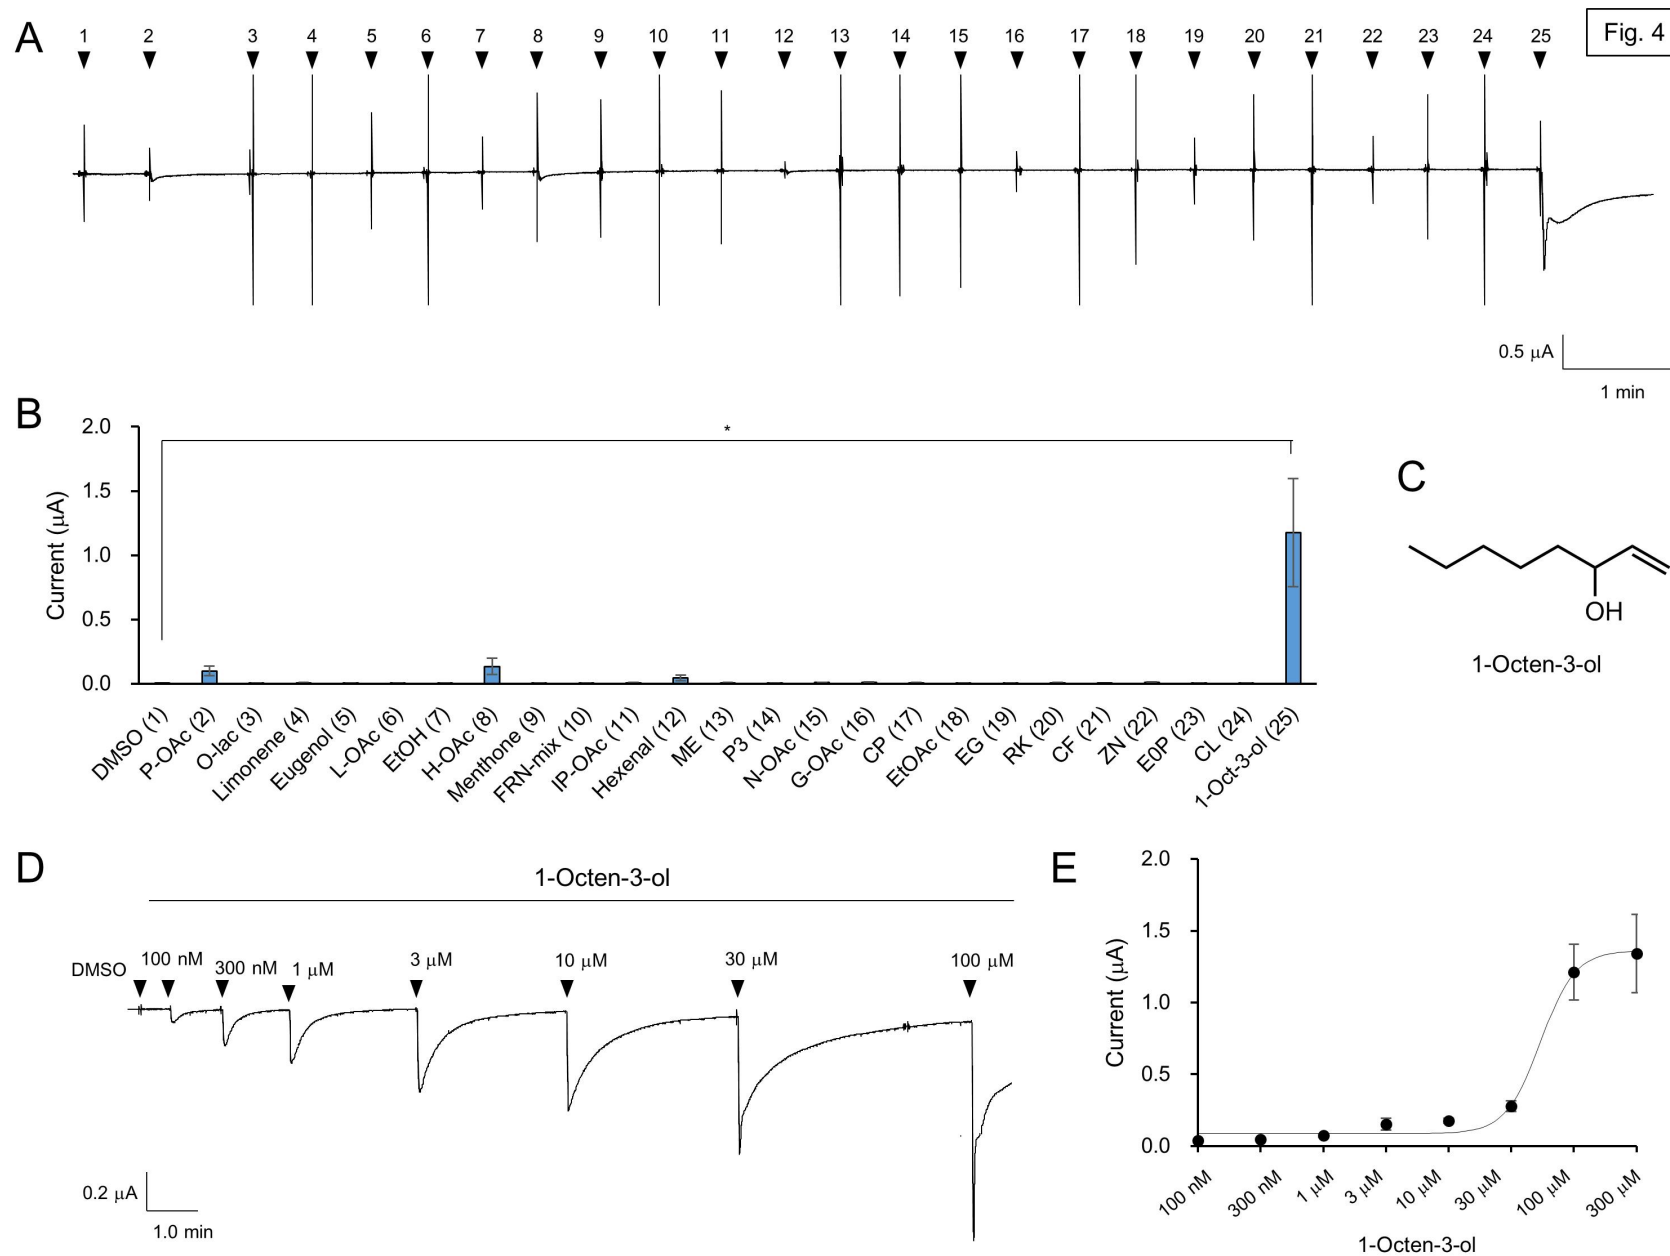 A
1 2 3 4 5 6 7 8 9 10 11 12 13 14 15 16 17 18 19 20 21 22 23 24 25
Fig. 4
0.5 μA
1 min
B
2.0
1.5
1.0
0.5
0.0
Current (μA)
*
DMSO (1)
P-OAc (2)
O-lac (3)
Limonene (4)
Eugenol (5)
L-OAc (6)
EtOH (7)
H-OAc (8)
Menthone (9)
FRN-mix (10)
IP-OAc (11)
Hexenal (12)
ME (13)
P3 (14)
N-OAc (15)
G-OAc (16)
CP (17)
EtOAc (18)
EG (19)
RK (20)
CF (21)
ZN (22)
E0P (23)
CL (24)
1-Oct-3-ol (25)
C
OH
1-Octen-3-ol
D
1-Octen-3-ol
DMSO
100 nM
300 nM
1 μM
3 μM
10 μM
30 μM
100 μM
0.2 μA
1.0 min
E
2.0
1.5
1.0
0.5
0.0
Current (μA)
100 nM
300 nM
1 μM
3 μM
10 μM
30 μM
100 μM
300 μM
1-Octen-3-ol